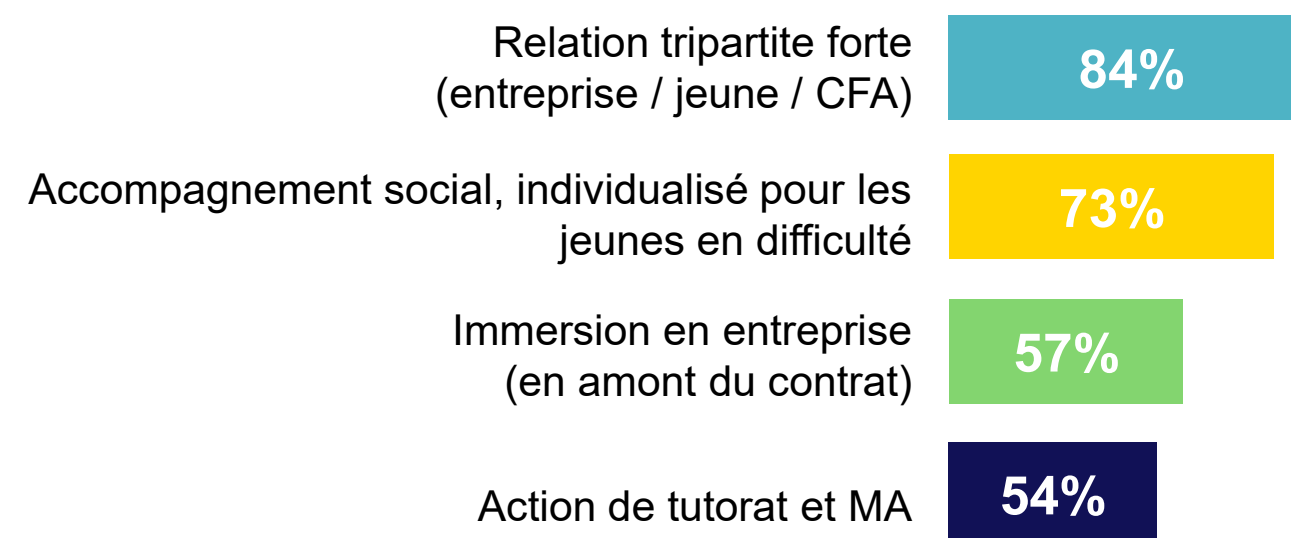 Relation tripartite forte
(entreprise / jeune / CFA)
84%
Accompagnement social, individualisé pour les
jeunes en difficulté
73%
Immersion en entreprise
(en amont du contrat)
57%
Action de tutorat et MA
54%